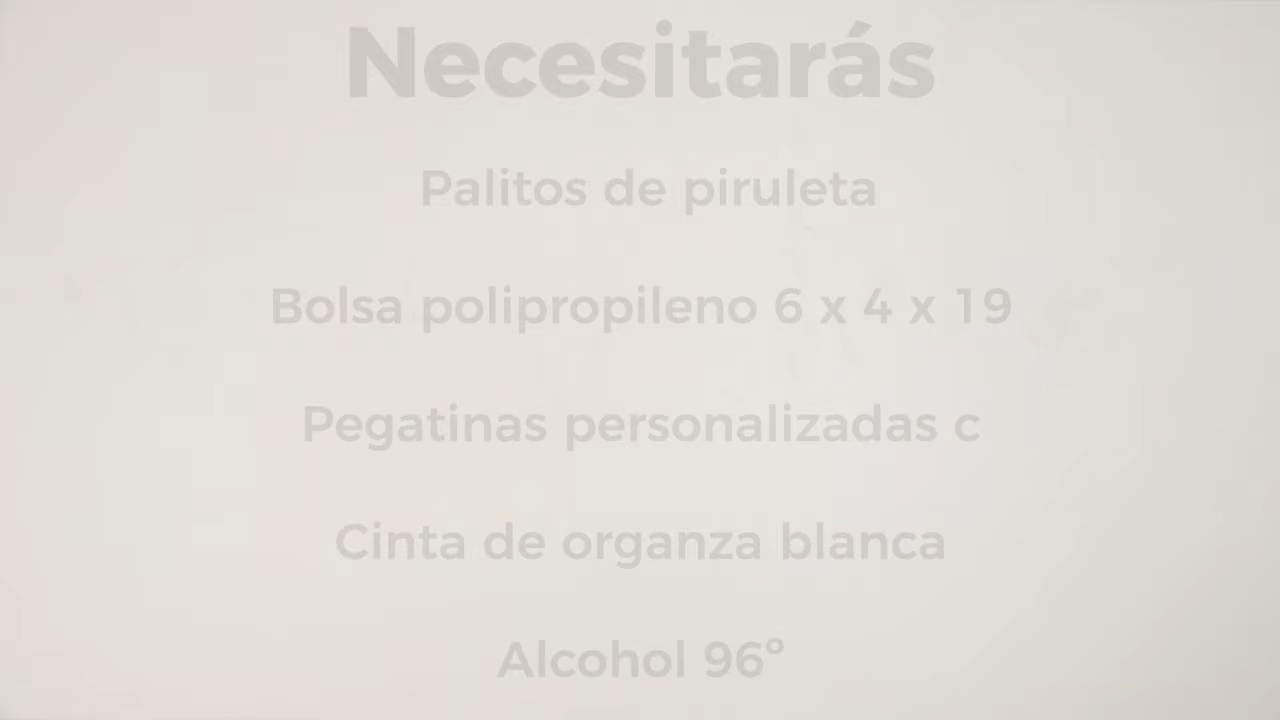 Necesitarás
Palitos de piruleta
Bolsa polipropileno 6 x 4 x 19
Pegatinas personalizadas c
Cinta de organza blanca
Alcohol 96º